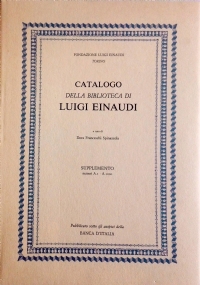 FONDAZIONE LUIGI EINAUDI
TORINO
CATALOGO
DELLA BIBLIOTECA DI
LUIGI EINAUDI
a cura di
Dora Franceschi Spinazzola
SUPPLEMENTO
Pubblicato sotto gli auspici della
BANCA D'ITALIA